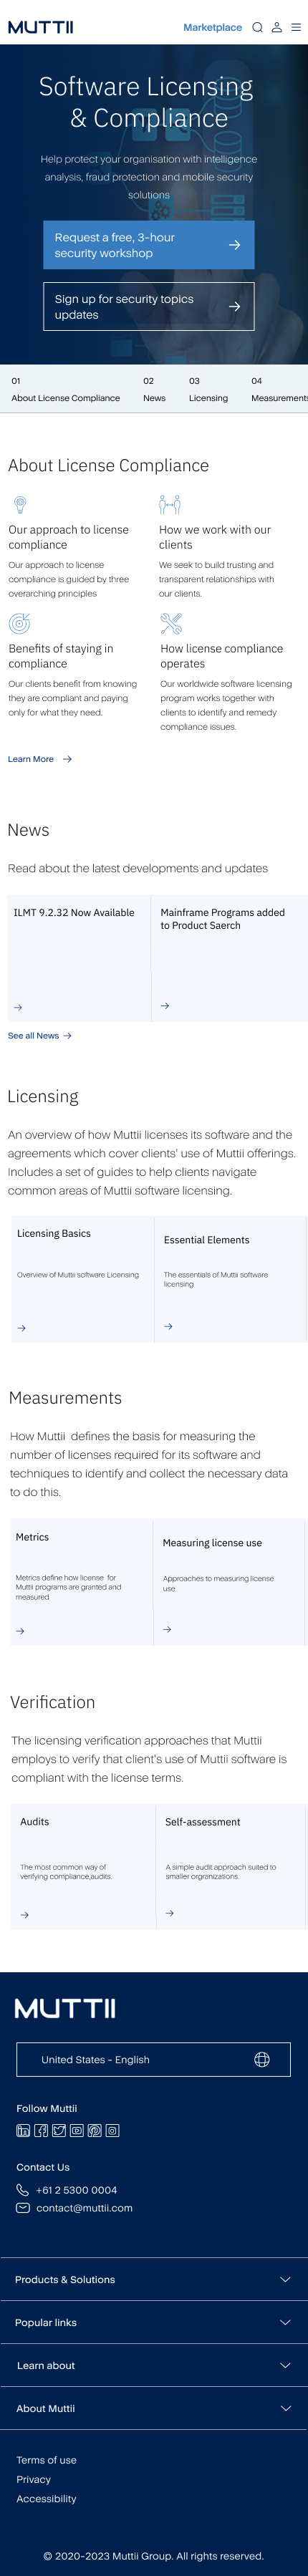 MUTTII
Marketplace
Software Licensing
& Compliance
Help protect your organisation with intelligence
analysis, fraud protection and mobile security
solutions
Request a free, 3-hour
security workshop
Sign up for security topics
updates
01
About License Compliance
02
News
03
Licensing
04
Measurements
About License Compliance
Our approach to license
compliance
Our approach to license
compliance is guided by three
overarching principles
How we work with our
clients
We seek to build trusting and
transparent relationships with
our clients.
Benefits of staying in
compliance
Our clients benefit from knowing
they are compliant and paying
only for what they need.
How license compliance
operates
Our worldwide software licensing
program works together with
clients to identify and remedy
compliance issues.
Learn More
News
Read about the latest developments and updates
ILMT 9.2.32 Now Available
Mainframe Programs added
to Product Saerch
See all News
Licensing
An overview of how Muttii licenses its software and the
agreements which cover clients' use of Muttii offerings.
Includes a set of guides to help clients navigate
common areas of Muttii software licensing.
Licensing Basics
Overview of Muttii software Licensing
Essential Elements
The essentials of Muttii software
licensing
Measurements
How Muttii defines the basis for measuring the
number of licenses required for its software and
techniques to identify and collect the necessary data
to do this.
Metrics
Metrics define how license for
Muttii programs are granted and
measured
Measuring license use
Approaches to measuring license
use
Verification
The licensing verification approaches that Muttii
employs to verify that client's use of Muttii software is
compliant with the license terms.
Audits
The most common way of
verifying compliance,audits.
Self-assessment
A simple audit approach suited to
smaller orgranizations.
MUTTII
United States - English
Follow Muttii
Contact Us
+61 2 5300 0004
contact@muttii.com
Products & Solutions
Popular links
Learn about
About Muttii
Terms of use
Privacy
Accessibility
© 2020-2023 Muttii Group. All rights reserved.